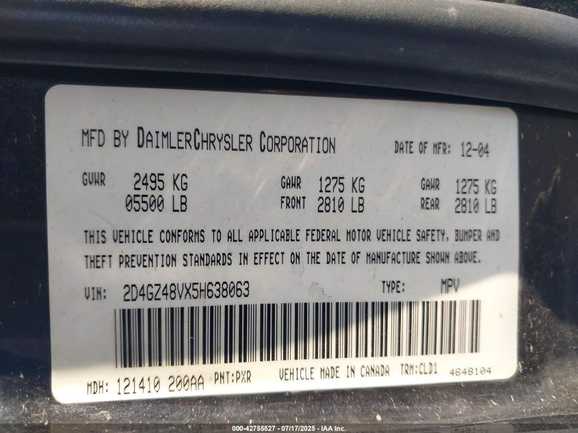 MFD BY DAIMLERCHRYSLER CORPORATION DATE OF MFR: 12-04
GVWR 2495 KG GAWR 1275 KG GAWR 1275 KG
05500 LB FRONT 2810 LB REAR 2810 LB
THIS VEHICLE CONFORMS TO ALL APPLICABLE FEDERAL MOTOR VEHICLE SAFETY, BUMPER AND
THEFT PREVENTION STANDARDS IN EFFECT ON THE DATE OF MANUFACTURE SHOWN ABOVE.
VIN: 2D4GZ48VX5H638063 TYPE: MPV
MDH: 121410 200AA PNT:PXR VEHICLE MADE IN CANADA TRM:CLD1 4648104
000-42755527 - 07/17/2025 - IAA Inc.